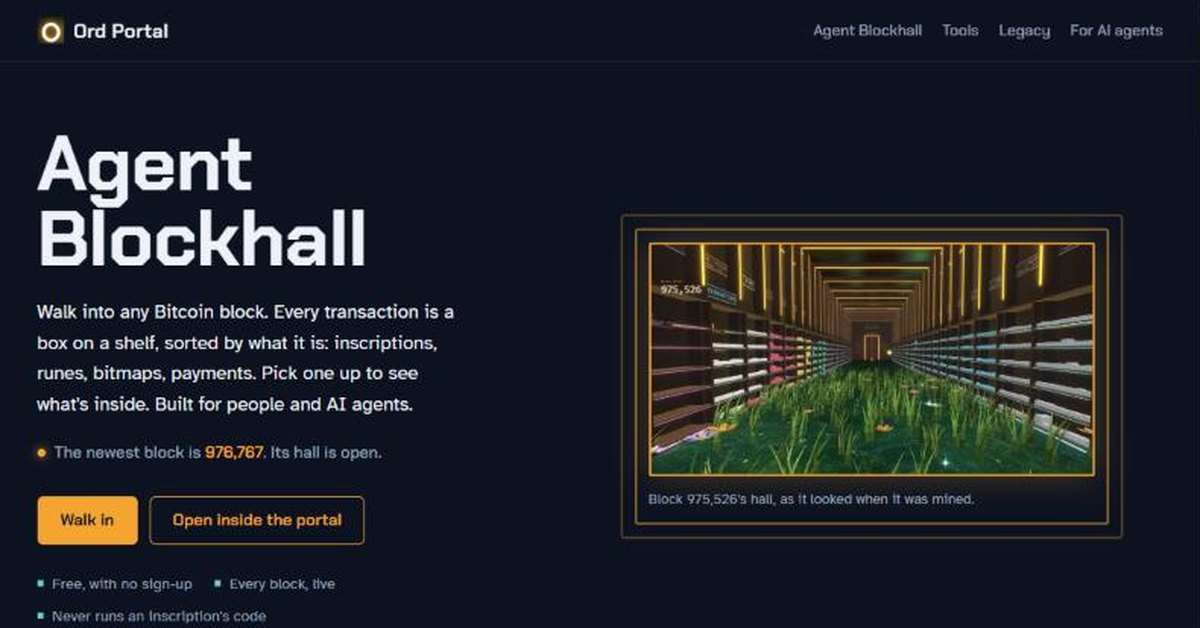 Ord Portal
Agent Blockhall
Tools
Legacy
For AI agents
Agent
Blockhall
Walk into any Bitcoin block. Every transaction is a
box on a shelf, sorted by what it is: inscriptions,
runes, bitmaps, payments. Pick one up to see
what's inside. Built for people and AI agents.
The newest block is 976,767. Its hall is open.
Walk in
Open inside the portal
Free, with no sign-up
Every block, live
Never runs an inscription's code
975,526
Block 975,526's hall, as it looked when it was mined.